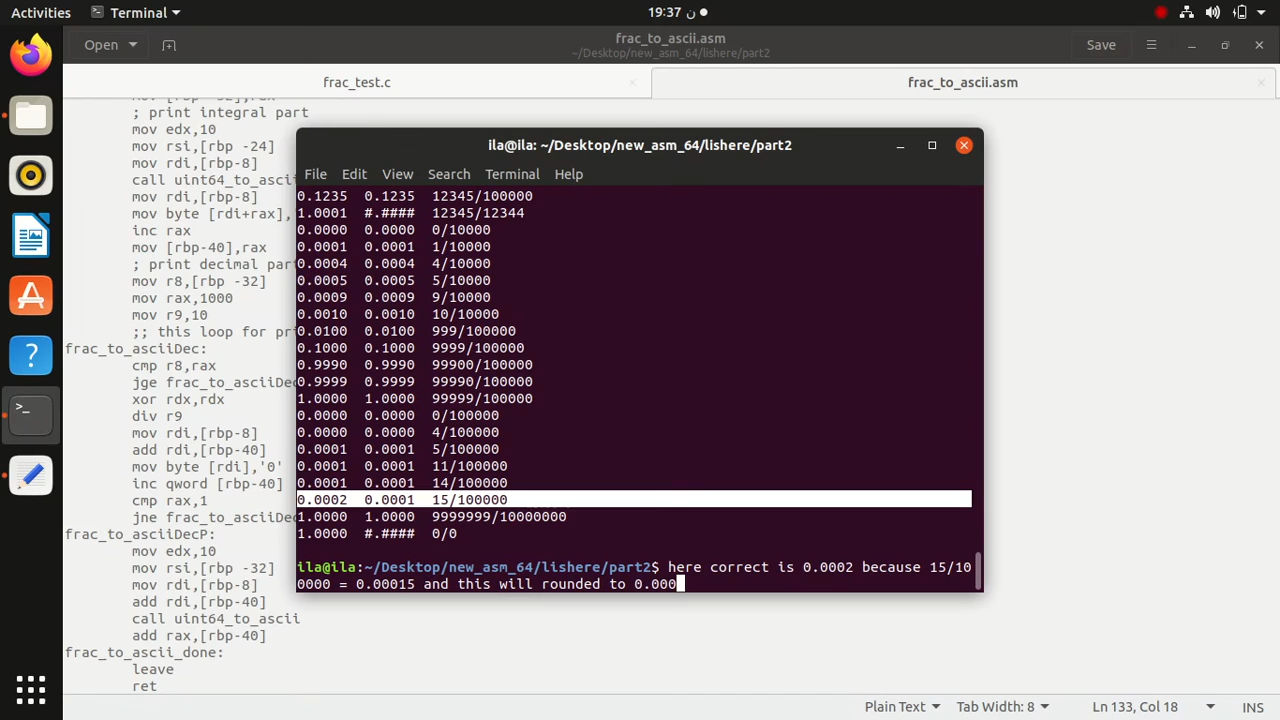 Activities
Terminal
19:37 ن
Open
frac_to_ascii.asm
~/Desktop/new_asm_64/lishere/part2
Save
frac_test.c
frac_to_ascii.asm
; print integral part
mov edx,10
mov rsi,[rbp -24]
mov rdi,[rbp-8]
call uint64_to_ascii
mov rdi,[rbp-8]
mov byte [rdi+rax],
inc rax
mov [rbp-40],rax
; print decimal part
mov r8,[rbp -32]
mov rax,1000
mov r9,10
;; this loop for pri
frac_to_asciiDec:
cmp r8,rax
jge frac_to_asciiDec
xor rdx,rdx
div r9
mov rdi,[rbp-8]
add rdi,[rbp-40]
mov byte [rdi],'0'
inc qword [rbp-40]
cmp rax,1
jne frac_to_asciiDec
frac_to_asciiDecP:
mov edx,10
mov rsi,[rbp -32]
mov rdi,[rbp-8]
add rdi,[rbp-40]
call uint64_to_ascii
add rax,[rbp-40]
frac_to_ascii_done:
leave
ret
ila@ila: ~/Desktop/new_asm_64/lishere/part2
File Edit View Search Terminal Help
0.1235 0.1235 12345/100000
1.0001 #.#### 12345/12344
0.0000 0.0000 0/10000
0.0001 0.0001 1/10000
0.0004 0.0004 4/10000
0.0005 0.0005 5/10000
0.0009 0.0009 9/10000
0.0010 0.0010 10/10000
0.0100 0.0100 999/100000
0.1000 0.1000 9999/100000
0.9990 0.9990 99900/100000
0.9999 0.9999 99990/100000
1.0000 1.0000 99999/100000
0.0000 0.0000 0/100000
0.0000 0.0000 4/100000
0.0001 0.0001 5/100000
0.0001 0.0001 11/100000
0.0001 0.0001 14/100000
0.0002 0.0001 15/100000
1.0000 1.0000 9999999/10000000
1.0000 #.#### 0/0
ila@ila:~/Desktop/new_asm_64/lishere/part2$ here correct is 0.0002 because 15/10
0000 = 0.00015 and this will rounded to 0.000
Plain Text
Tab Width: 8
Ln 133, Col 18
INS